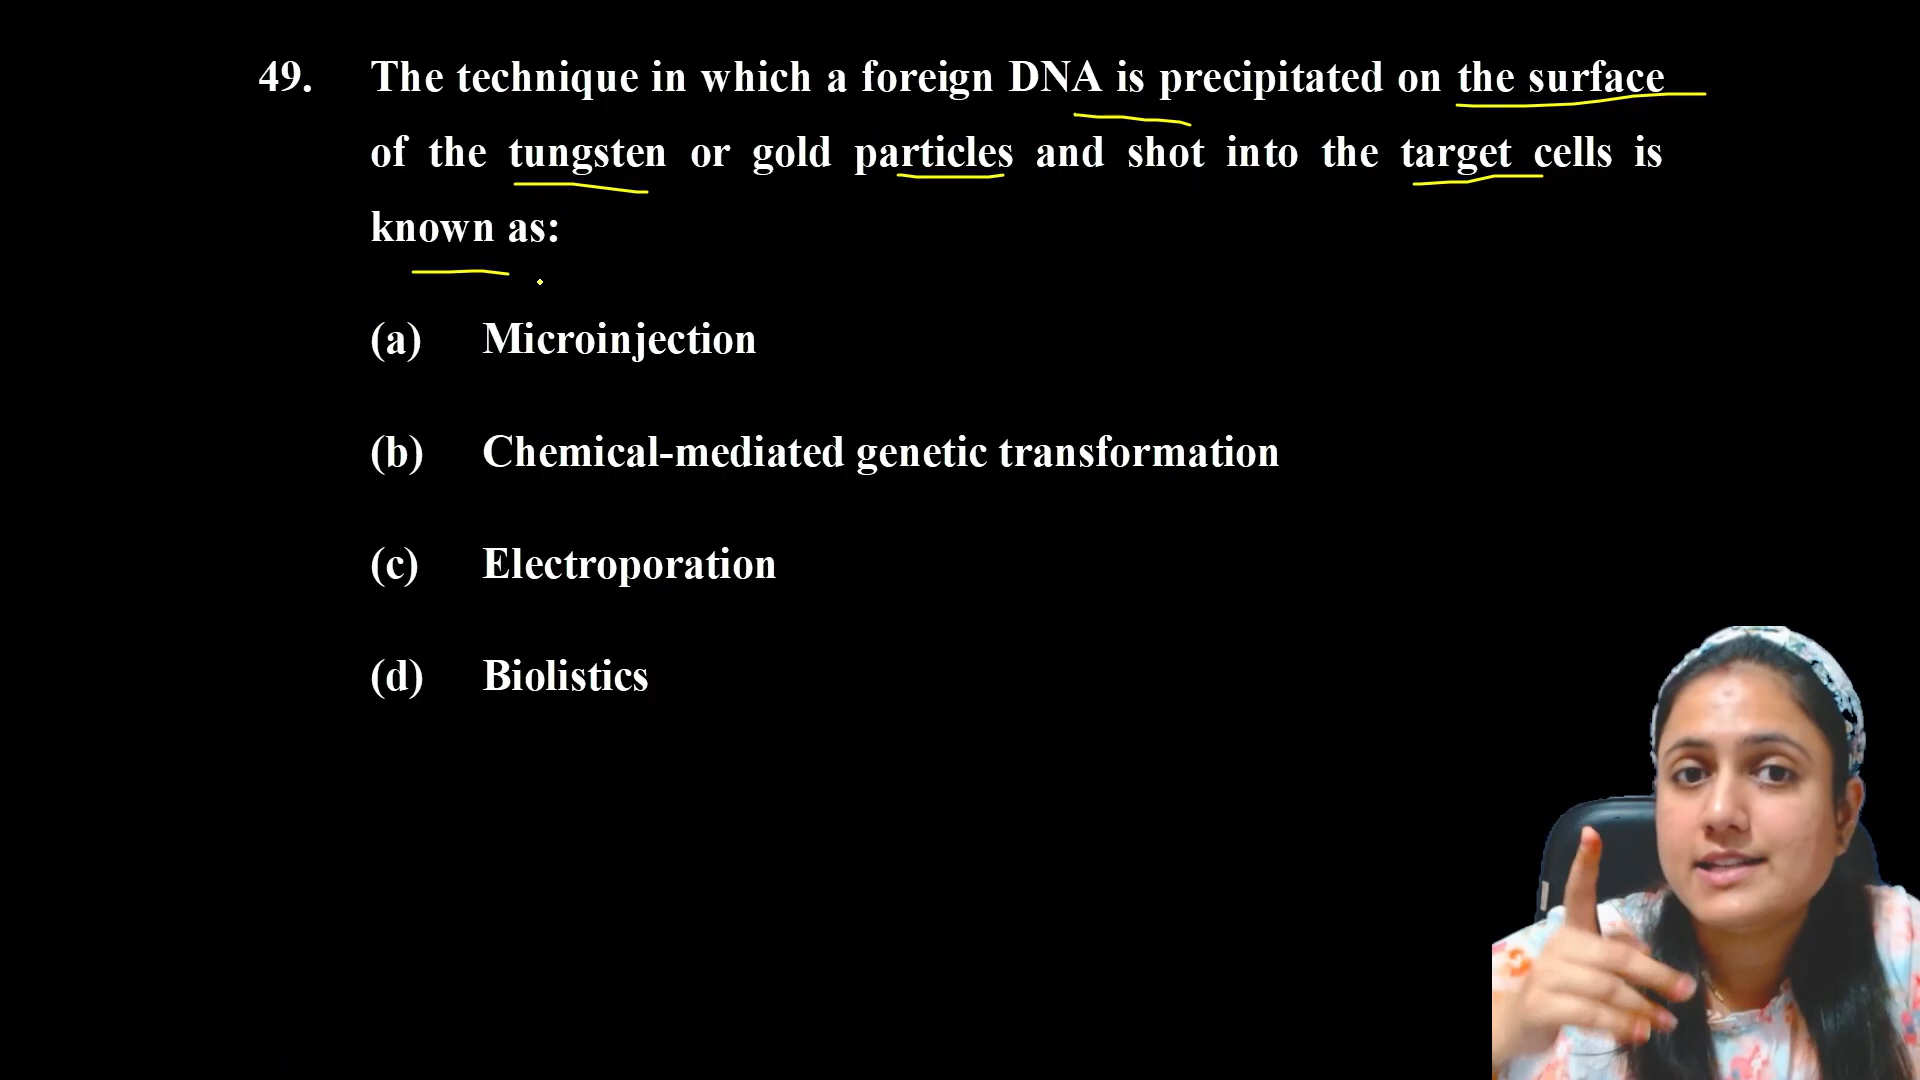 49. The technique in which a foreign DNA is precipitated on the surface
of the tungsten or gold particles and shot into the target cells is
known as:
(a) Microinjection
(b) Chemical-mediated genetic transformation
(c) Electroporation
(d) Biolistics